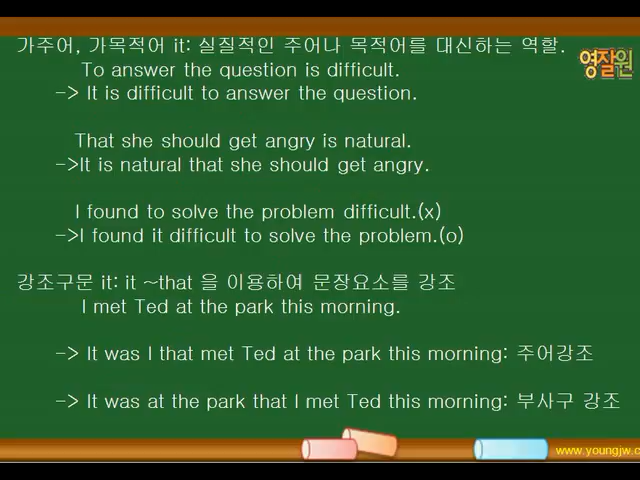 가주어, 가목적어 it: 실질적인 주어나 목적어를 대신하는 역할.
영잘원
To answer the question is difficult.
-> It is difficult to answer the question.
That she should get angry is natural.
->It is natural that she should get angry.
I found to solve the problem difficult.(x)
->I found it difficult to solve the problem.(o)
강조구문 it: it ~that 을 이용하여 문장요소를 강조
I met Ted at the park this morning.
-> It was I that met Ted at the park this morning: 주어강조
-> It was at the park that I met Ted this morning: 부사구 강조
www.youngjw.c